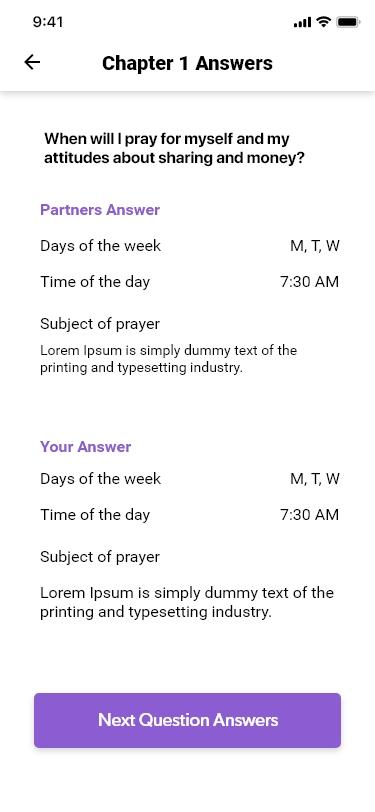 9:41
Chapter 1 Answers
When will I pray for myself and my
attitudes about sharing and money?
Partners Answer
Days of the week M, T, W
Time of the day 7:30 AM
Subject of prayer
Lorem Ipsum is simply dummy text of the
printing and typesetting industry.
Your Answer
Days of the week M, T, W
Time of the day 7:30 AM
Subject of prayer
Lorem Ipsum is simply dummy text of the
printing and typesetting industry.
Next Question Answers